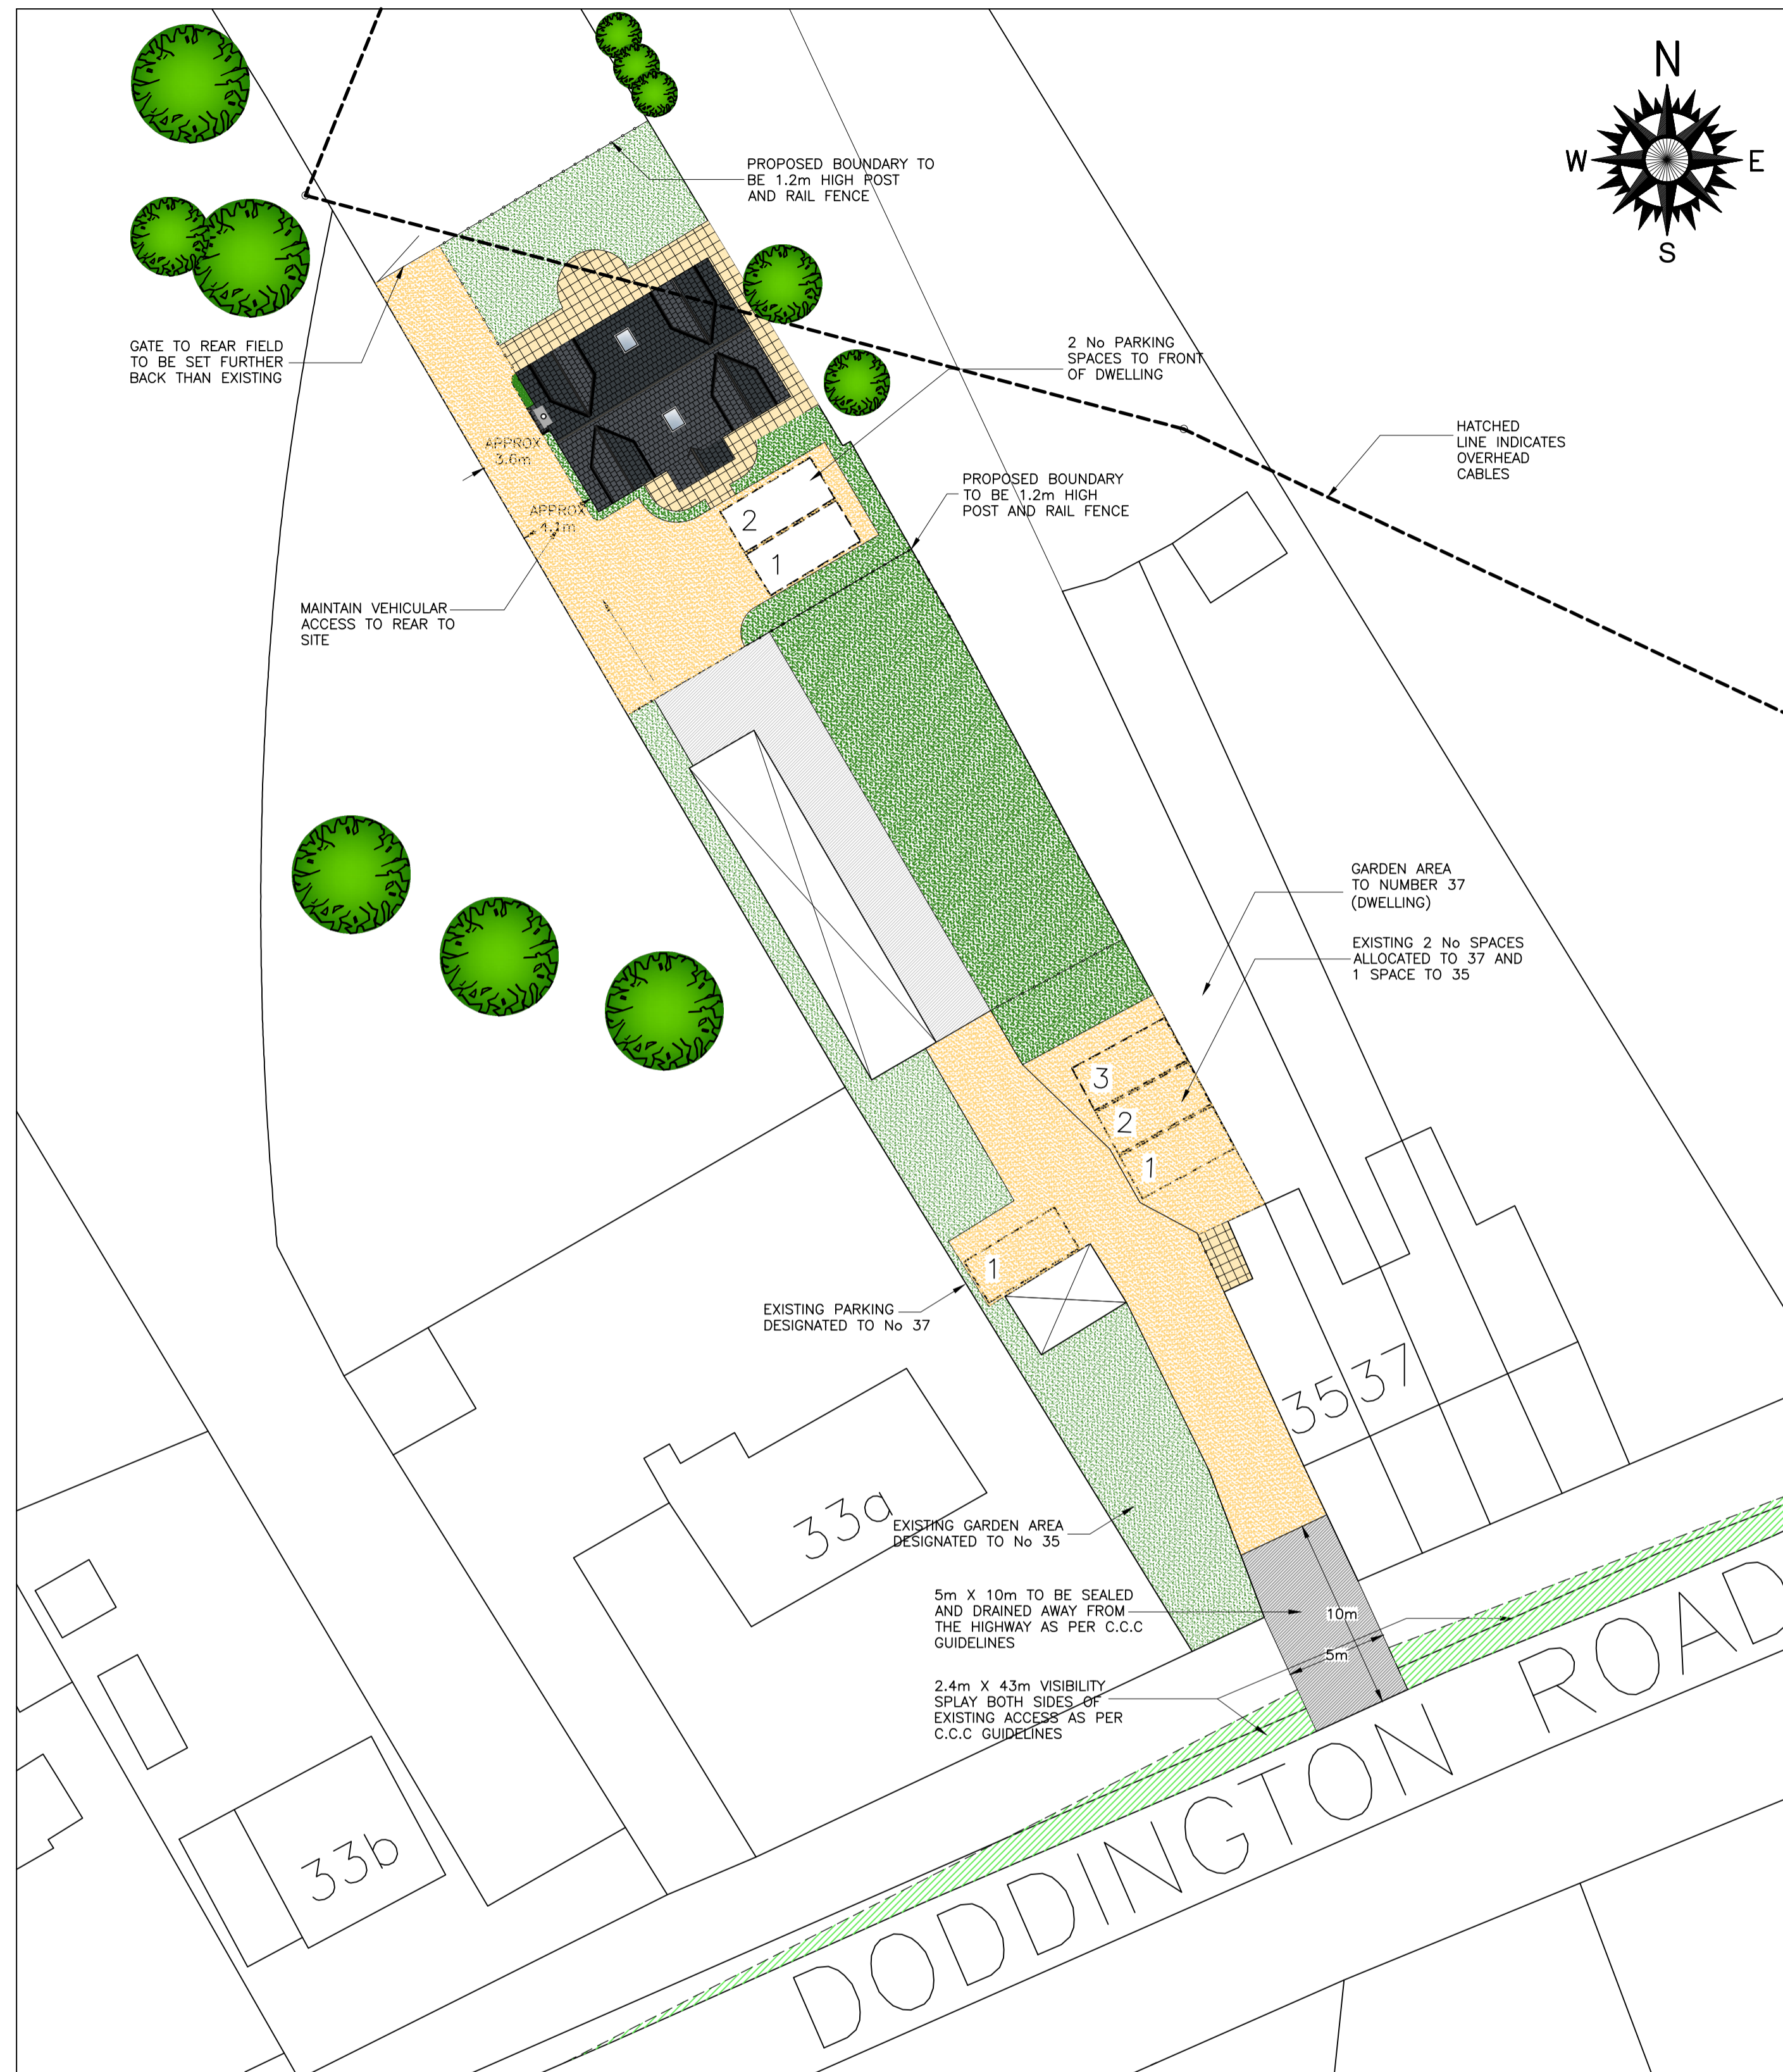 N
W
E
S
PROPOSED BOUNDARY TO
BE 1.2m HIGH POST
AND RAIL FENCE
GATE TO REAR FIELD
TO BE SET FURTHER
BACK THAN EXISTING
2 No PARKING
SPACES TO FRONT
OF DWELLING
HATCHED
LINE INDICATES
OVERHEAD
CABLES
APPROX
3.6m
PROPOSED BOUNDARY
TO BE 1.2m HIGH
POST AND RAIL FENCE
APPROX
4.1m
2
1
MAINTAIN VEHICULAR
ACCESS TO REAR TO
SITE
GARDEN AREA
TO NUMBER 37
(DWELLING)
EXISTING 2 No SPACES
ALLOCATED TO 37 AND
1 SPACE TO 35
3
2
1
1
EXISTING PARKING
DESIGNATED TO No 37
35
37
33a
EXISTING GARDEN AREA
DESIGNATED TO No 35
5m X 10m TO BE SEALED
AND DRAINED AWAY FROM
THE HIGHWAY AS PER C.C.C
GUIDELINES
10m
5m
2.4m X 43m VISIBILITY
SPLAY BOTH SIDES OF
EXISTING ACCESS AS PER
C.C.C GUIDELINES
33b
DODDINGTON ROAD